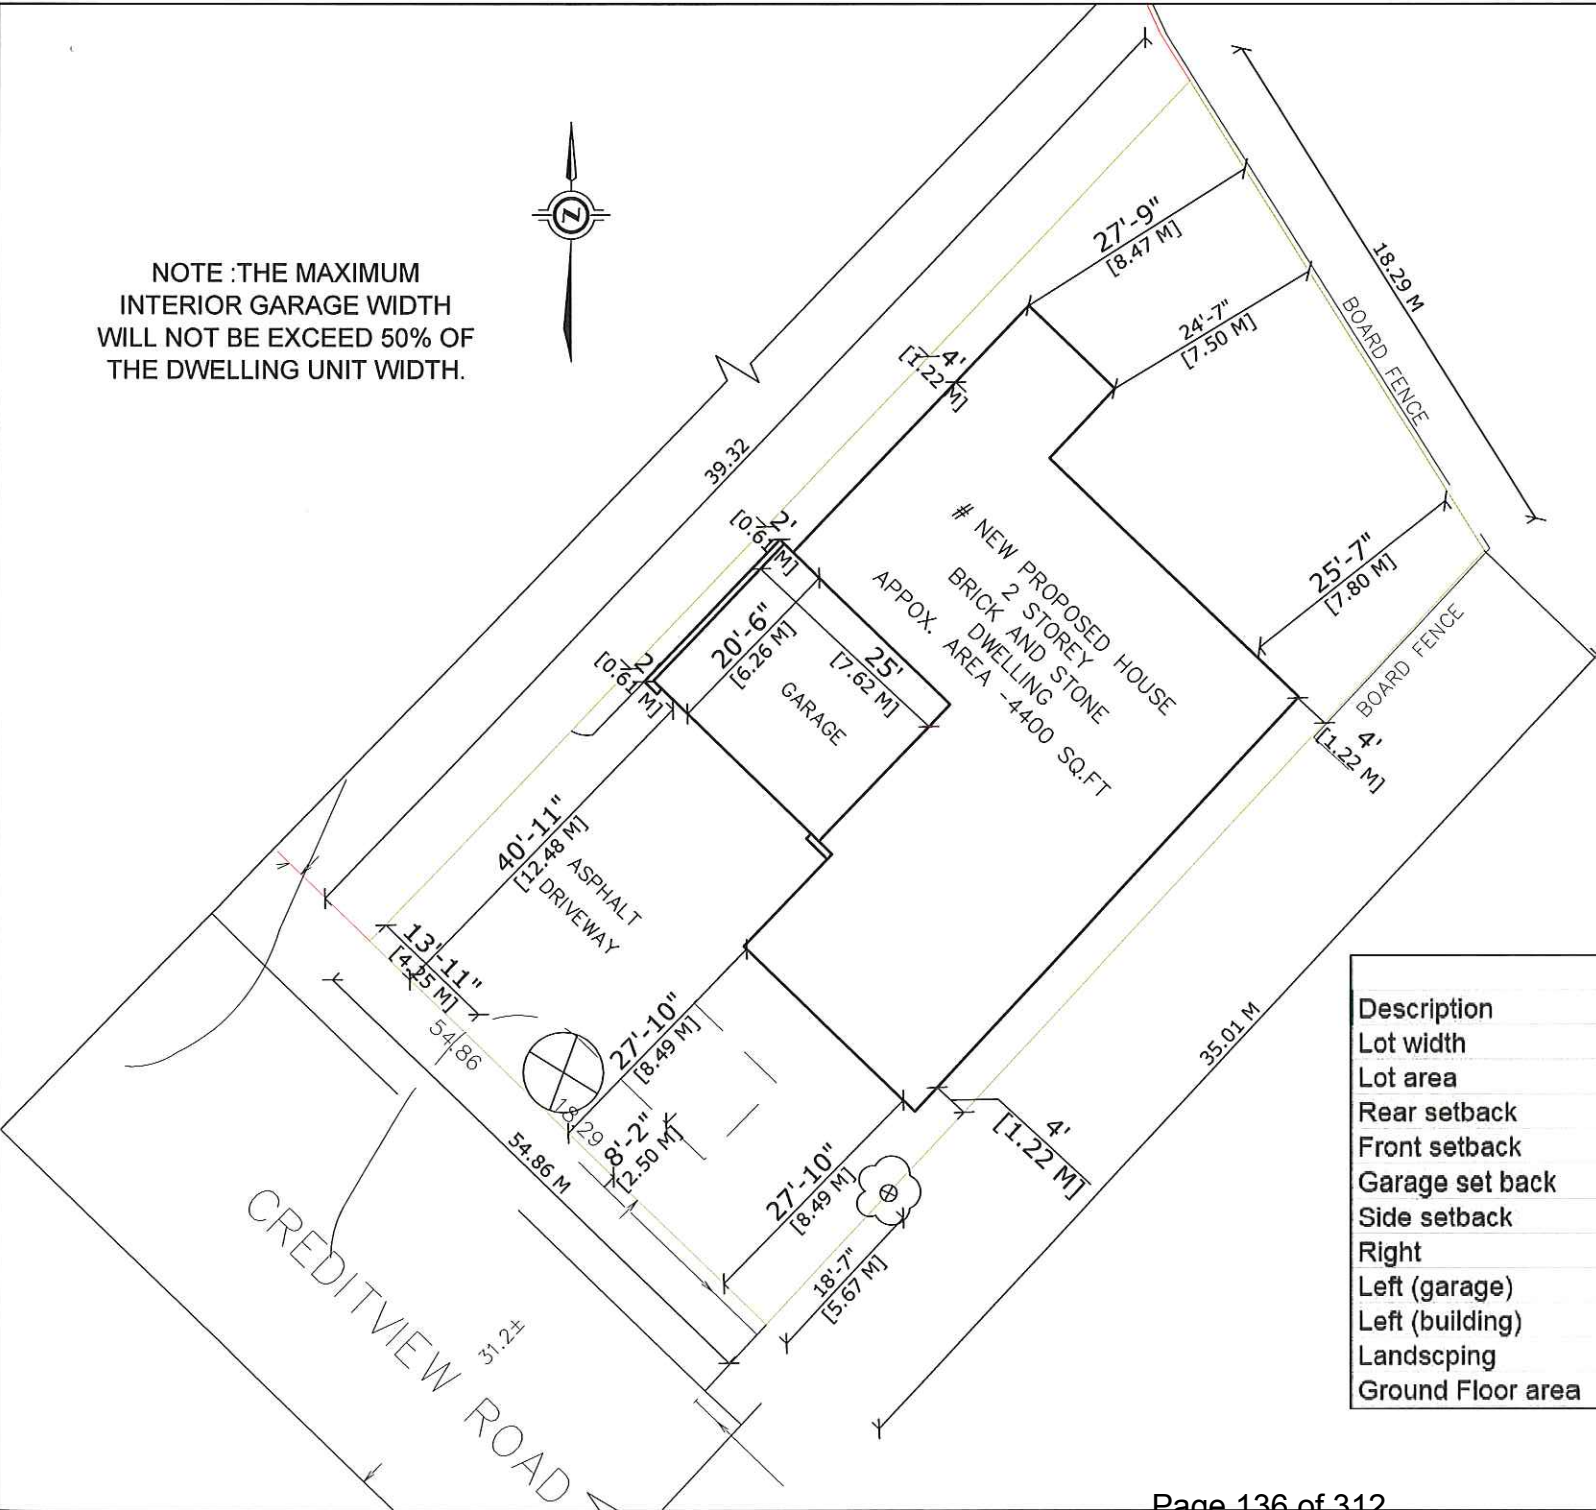 NOTE :THE MAXIMUM
INTERIOR GARAGE WIDTH
WILL NOT BE EXCEED 50% OF
THE DWELLING UNIT WIDTH.
N
27'-9"
[8.47 M]
24'-7"
[7.50 M]
18.29 M
BOARD FENCE
4'
[1.22 M]
39.32
2'
[0.61 M]
# NEW PROPOSED HOUSE
2 STOREY
BRICK AND STONE
DWELLING
APPOX. AREA -4400 SQ.FT
25'-7"
[7.80 M]
BOARD FENCE
20'-6"
[6.26 M]
25'
[7.62 M]
GARAGE
2'
[0.61 M]
4'
[1.22 M]
40'-11"
[12.48 M]
ASPHALT
DRIVEWAY
13'-11"
[4.25 M]
54.86
27'-10"
[8.49 M]
18.29
8'-2"
[2.50 M]
54.86 M
35.01 M
4'
[1.22 M]
27'-10"
[8.49 M]
18'-7"
[5.67 M]
CREDITVIEW ROAD
31.2±
Description
Lot width
Lot area
Rear setback
Front setback
Garage set back
Side setback
Right
Left (garage)
Left (building)
Landscping
Ground Floor area
Page 136 of 312